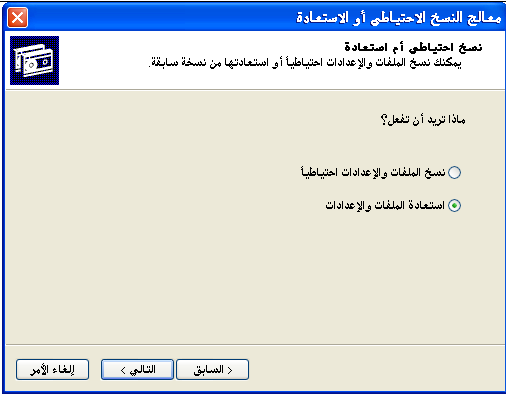 معالج النسخ الاحتياطي أو الاستعادة
نسخ احتياطي أم استعادة
يمكنك نسخ الملفات والإعدادات احتياطياً أو استعادتها من نسخة سابقة.
ماذا تريد أن تفعل؟
نسخ الملفات والإعدادات احتياطياً
استعادة الملفات والإعدادات
< السابق
التالي >
إلغاء الأمر